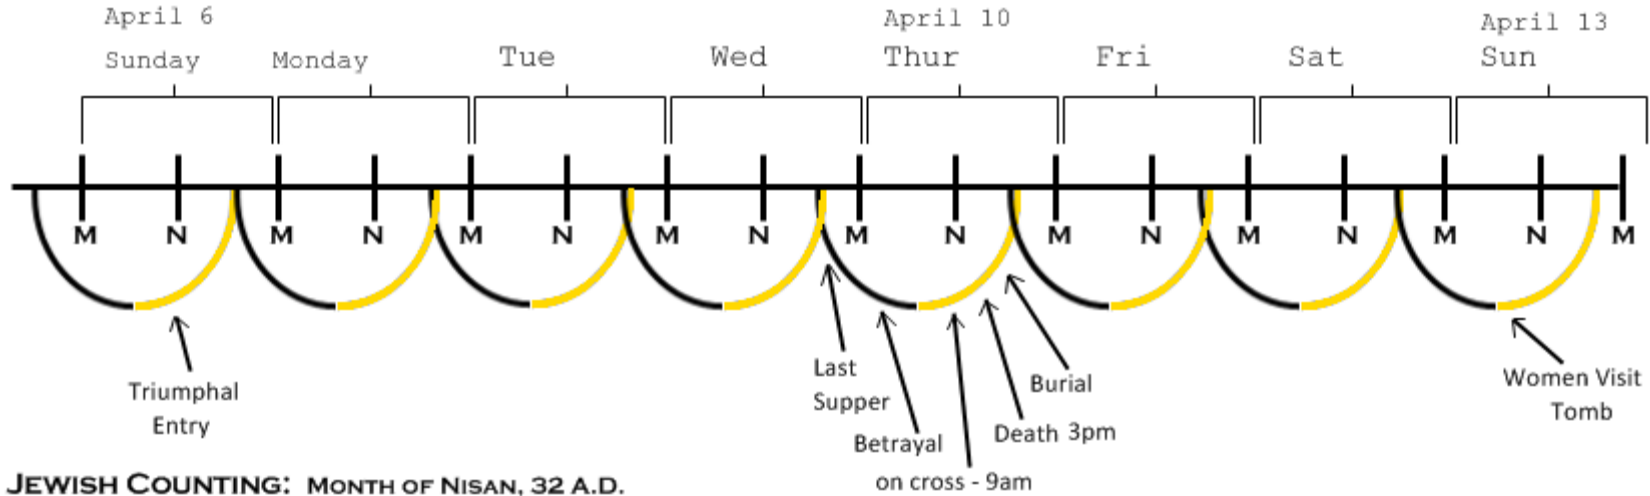 April 6 April 10 April 13
Sunday Monday Tue Wed Thur Fri Sat Sun
M N M N M N M N M N M N M N M N M
Triumphal
Entry
Last
Supper
Betrayal
on cross - 9am
Death 3pm
Burial
Women Visit
Tomb
JEWISH COUNTING: MONTH OF NISAN, 32 A.D.